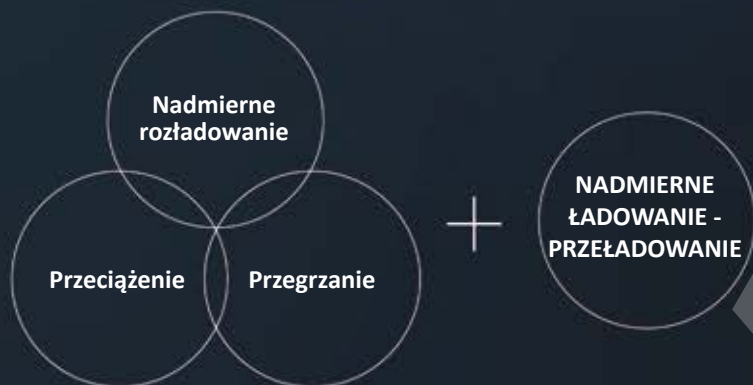 Nadmierne
rozładowanie
Przeciążenie
Przegrzanie
+
NADMIERNE
ŁADOWANIE -
PRZEŁADOWANIE